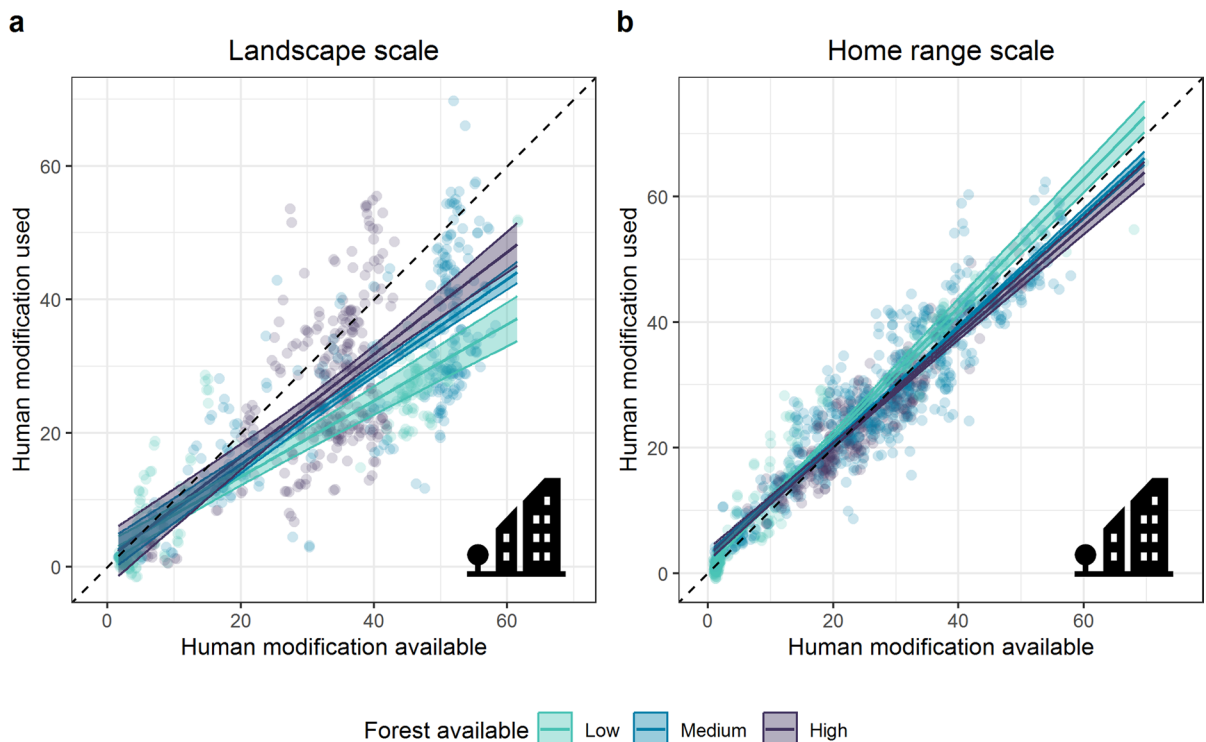 a
Landscape scale
Human modification used
60
40
20
0
0 20 40 60
Human modification available
b
Home range scale
Human modification used
60
40
20
0
0 20 40 60
Human modification available
Forest available Low Medium High